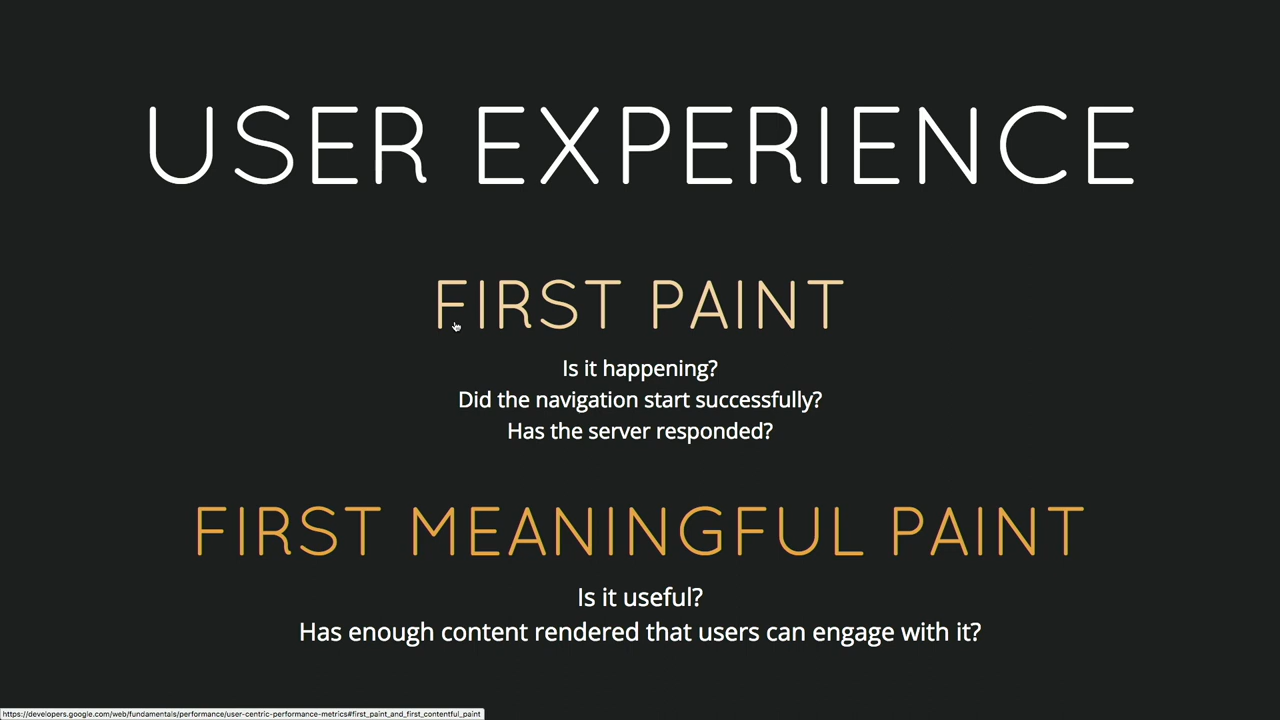 USER EXPERIENCE
FIRST PAINT
Is it happening?
Did the navigation start successfully?
Has the server responded?
FIRST MEANINGFUL PAINT
Is it useful?
Has enough content rendered that users can engage with it?
https://developers.google.com/web/fundamentals/performance/user-centric-performance-metrics#first_paint_and_first_contentful_paint